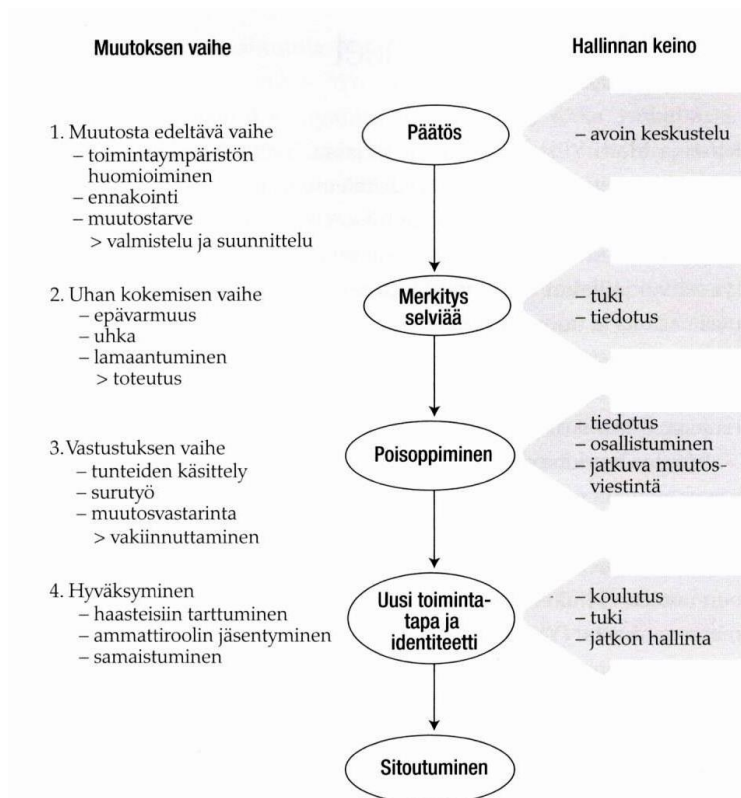 Muutoksen vaihe
Hallinnan keino
1. Muutosta edeltävä vaihe
– toimintaympäristön
huomioiminen
– ennakointi
– muutostarve
> valmistelu ja suunnittelu
Päätös
– avoin keskustelu
2. Uhan kokemisen vaihe
– epävarmuus
– uhka
– lamaantuminen
> toteutus
Merkitys
selviää
– tuki
– tiedotus
3.Vastustuksen vaihe
– tunteiden käsittely
– surutyö
– muutosvastarinta
> vakiinnuttaminen
Poisoppiminen
– tiedotus
– osallistuminen
– jatkuva muutos-
viestintä
4. Hyväksyminen
– haasteisiin tarttuminen
– ammattiroolin jäsentyminen
– samaistuminen
Uusi toiminta-
tapa ja
identiteetti
– koulutus
– tuki
– jatkon hallinta
Sitoutuminen